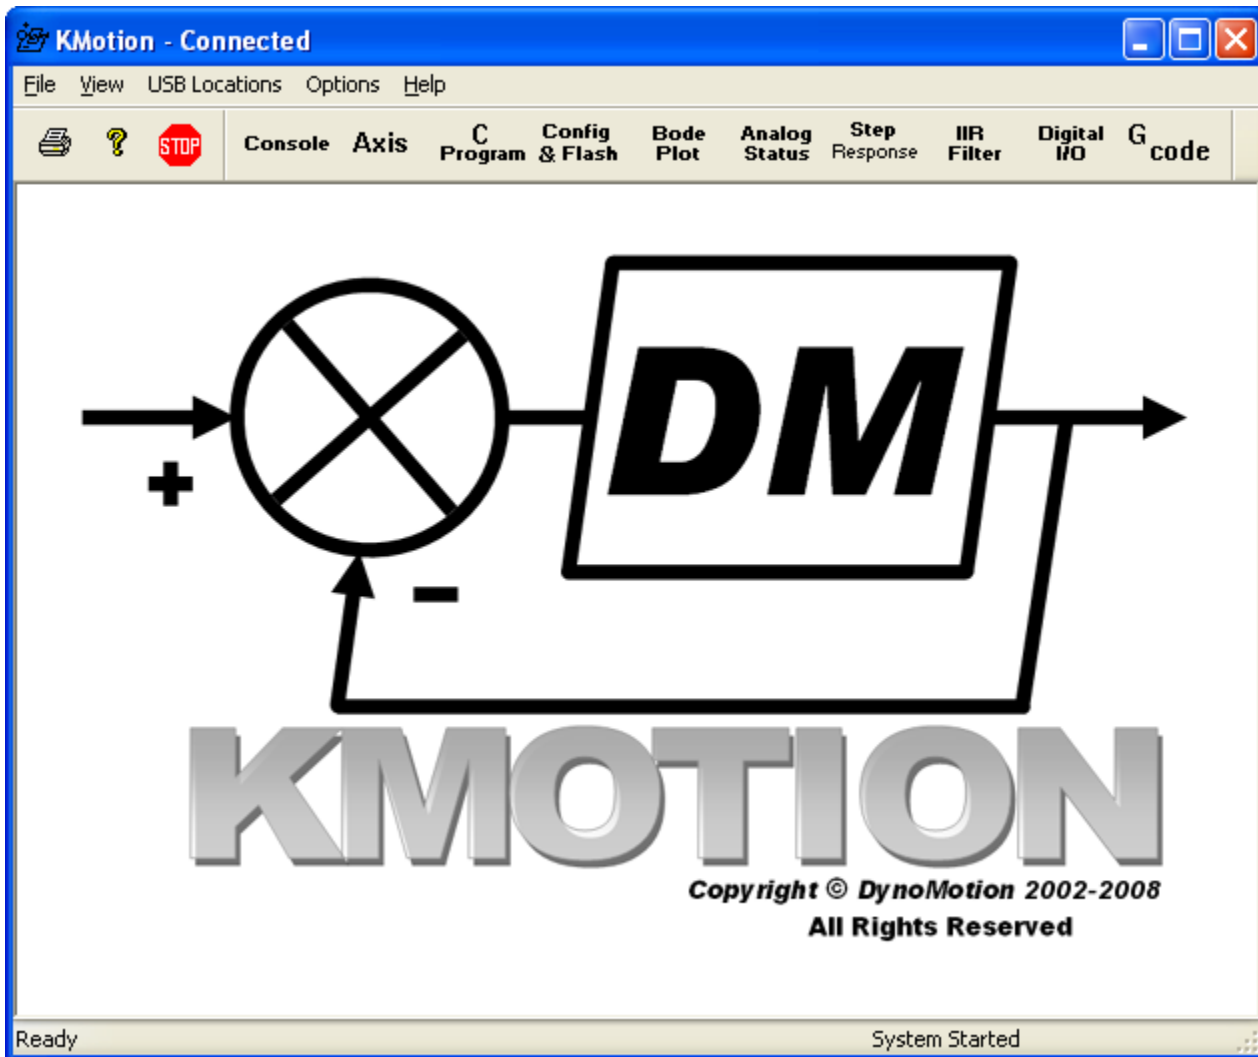 KMotion - Connected
File View USB Locations Options Help
STOP
Console
Axis
C
Program
Config
& Flash
Bode
Plot
Analog
Status
Step
Response
IIR
Filter
Digital
I/O
G
code
+
DM
-
KMOTION
Copyright © DynoMotion 2002-2008
All Rights Reserved
Ready System Started